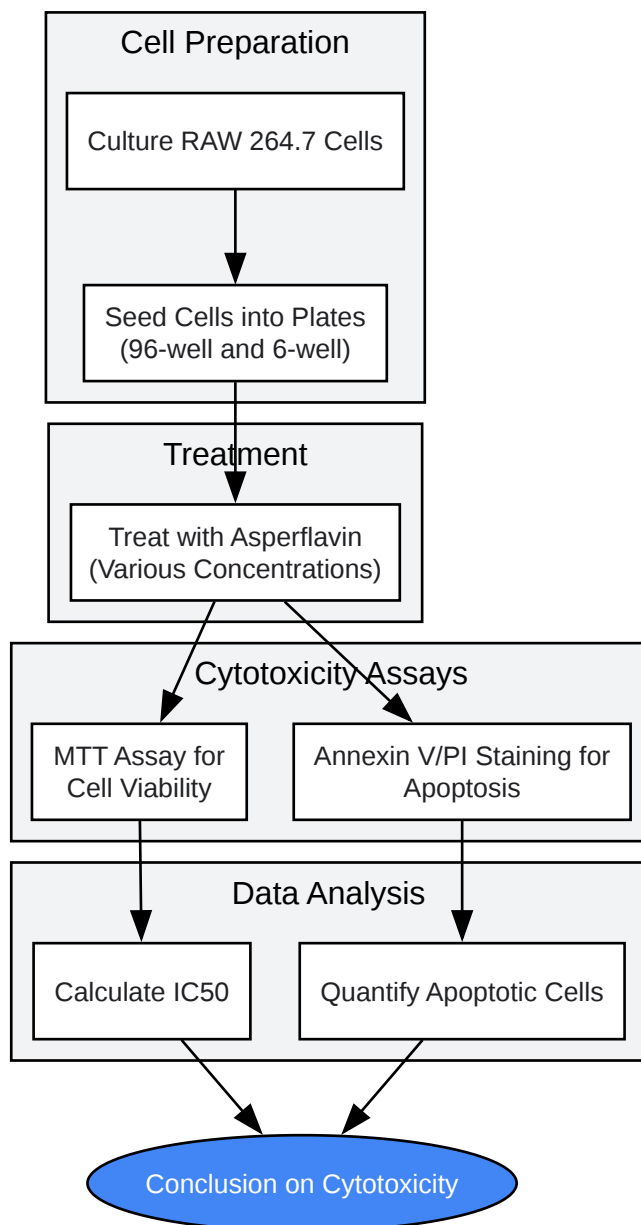 Cell Preparation
Culture RAW 264.7 Cells
Seed Cells into Plates
(96-well and 6-well)
Treatment
Treat with Asperflavin
(Various Concentrations)
Cytotoxicity Assays
MTT Assay for
Cell Viability
Annexin V/PI Staining for
Apoptosis
Data Analysis
Calculate IC50
Quantify Apoptotic Cells
Conclusion on Cytotoxicity